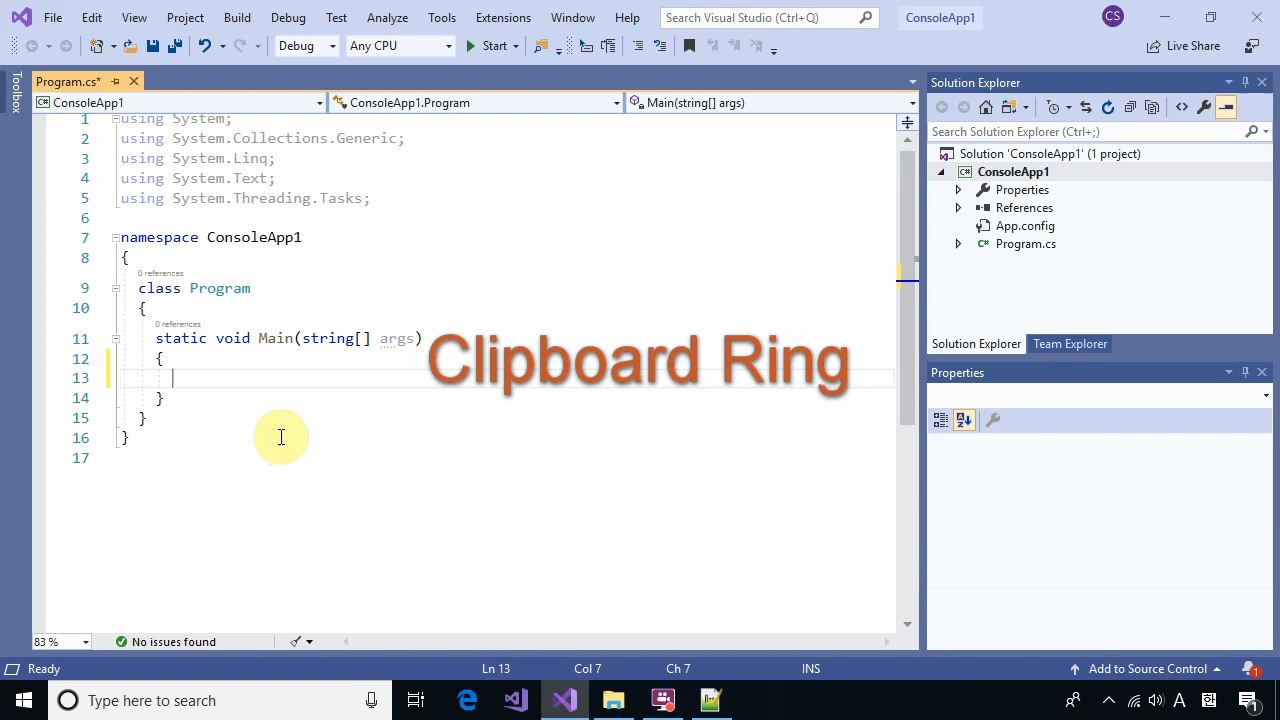 File Edit View Project Build Debug Test Analyze Tools Extensions Window Help Search Visual Studio (Ctrl+Q) ConsoleApp1 CS
Debug Any CPU Start Live Share
Toolbox
Program.cs*
ConsoleApp1 ConsoleApp1.Program Main(string[] args)
1 using System;
2 using System.Collections.Generic;
3 using System.Linq;
4 using System.Text;
5 using System.Threading.Tasks;
6
7 namespace ConsoleApp1
8 {
0 references
9 class Program
10 {
0 references
11 static void Main(string[] args)
12 {
13
14 }
15 }
16 }
17
Clipboard Ring
83 % No issues found
Solution Explorer
Search Solution Explorer (Ctrl+;)
Solution 'ConsoleApp1' (1 project)
ConsoleApp1
Properties
References
App.config
Program.cs
Solution Explorer Team Explorer
Properties
Ready Ln 13 Col 7 Ch 7 INS Add to Source Control 1
Type here to search A 1